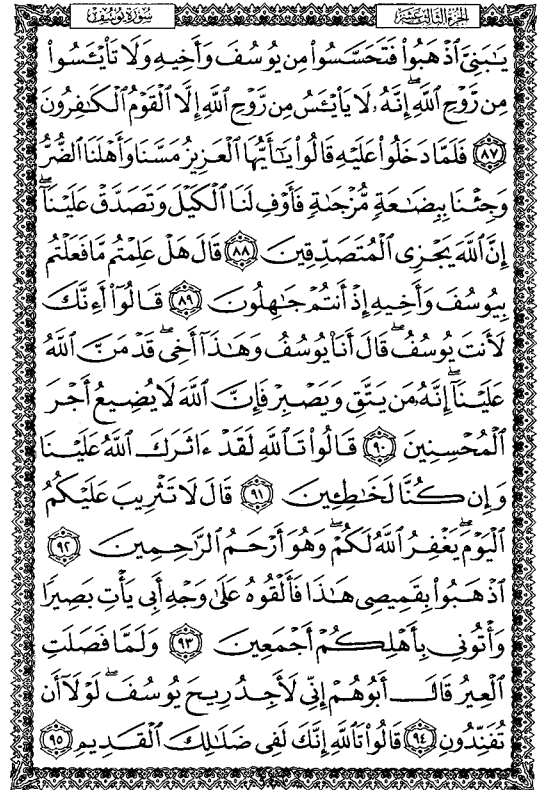 سورة يوسف
الجزء الثالث عشر
يَـٰبَنِىَّ ٱذْهَبُوا۟ فَتَحَسَّسُوا۟ مِن يُوسُفَ وَأَخِيهِ وَلَا تَا۟يْـَٔسُوا۟
مِن رَّوْحِ ٱللَّهِ ۖ إِنَّهُۥ لَا يَا۟يْـَٔسُ مِن رَّوْحِ ٱللَّهِ إِلَّا ٱلْقَوْمُ ٱلْكَـٰفِرُونَ
٨٧ فَلَمَّا دَخَلُوا۟ عَلَيْهِ قَالُوا۟ يَـٰٓأَيُّهَا ٱلْعَزِيزُ مَسَّنَا وَأَهْلَنَا ٱلضُّرُّ
وَجِئْنَا بِبِضَـٰعَةٍ مُّزْجَىٰةٍ فَأَوْفِ لَنَا ٱلْكَيْلَ وَتَصَدَّقْ عَلَيْنَآ ۖ
إِنَّ ٱللَّهَ يَجْزِى ٱلْمُتَصَدِّقِينَ ٨٨ قَالَ هَلْ عَلِمْتُم مَّا فَعَلْتُم
بِيُوسُفَ وَأَخِيهِ إِذْ أَنتُمْ جَـٰهِلُونَ ٨٩ قَالُوٓا۟ أَءِنَّكَ
لَأَنتَ يُوسُفُ ۖ قَالَ أَنَا۠ يُوسُفُ وَهَـٰذَآ أَخِى ۖ قَدْ مَنَّ ٱللَّهُ
عَلَيْنَآ ۖ إِنَّهُۥ مَن يَتَّقِ وَيَصْبِرْ فَإِنَّ ٱللَّهَ لَا يُضِيعُ أَجْرَ
ٱلْمُحْسِنِينَ ٩٠ قَالُوا۟ تَٱللَّهِ لَقَدْ ءَاثَرَكَ ٱللَّهُ عَلَيْنَا
وَإِن كُنَّا لَخَـٰطِـِٔينَ ٩١ قَالَ لَا تَثْرِيبَ عَلَيْكُمُ
ٱلْيَوْمَ ۖ يَغْفِرُ ٱللَّهُ لَكُمْ ۖ وَهُوَ أَرْحَمُ ٱلرَّٰحِمِينَ ٩٢
ٱذْهَبُوا۟ بِقَمِيصِى هَـٰذَا فَأَلْقُوهُ عَلَىٰ وَجْهِ أَبِى يَأْتِ بَصِيرًا
وَأْتُونِى بِأَهْلِكُمْ أَجْمَعِينَ ٩٣ وَلَمَّا فَصَلَتِ
ٱلْعِيرُ قَالَ أَبُوهُمْ إِنِّى لَأَجِدُ رِيحَ يُوسُفَ ۖ لَوْلَآ أَن
تُفَنِّدُونِ ٩٤ قَالُوا۟ تَٱللَّهِ إِنَّكَ لَفِى ضَلَـٰلِكَ ٱلْقَدِيمِ ٩٥